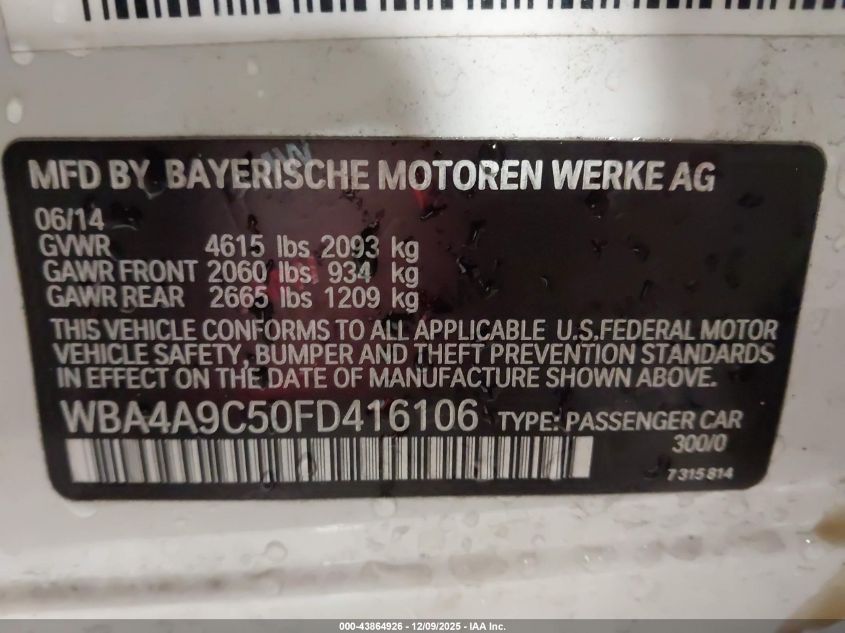 MFD BY BAYERISCHE MOTOREN WERKE AG
06/14
GVWR 4615 lbs 2093 kg
GAWR FRONT 2060 lbs 934 kg
GAWR REAR 2665 lbs 1209 kg
THIS VEHICLE CONFORMS TO ALL APPLICABLE U.S.FEDERAL MOTOR
VEHICLE SAFETY, BUMPER AND THEFT PREVENTION STANDARDS
IN EFFECT ON THE DATE OF MANUFACTURE SHOWN ABOVE.
WBA4A9C50FD416106 TYPE: PASSENGER CAR
300/0
7315814
000-43864926 - 12/09/2025 - IAA Inc.